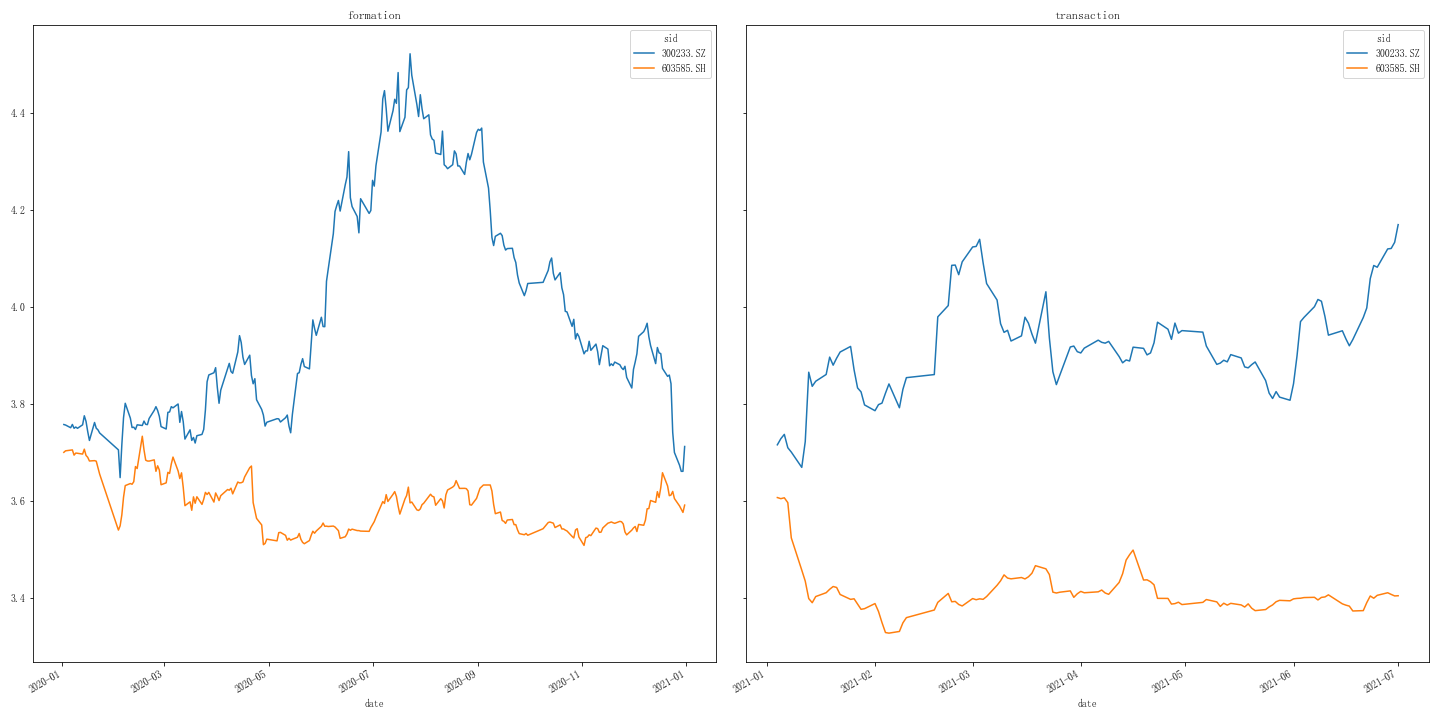 formation
sid
300233.SZ
603585.SH
4.4
4.2
4.0
3.8
3.6
3.4
2020-01
2020-03
2020-05
2020-07
2020-09
2020-11
2021-01
date
transaction
sid
300233.SZ
603585.SH
2021-01
2021-02
2021-03
2021-04
2021-05
2021-06
2021-07
date